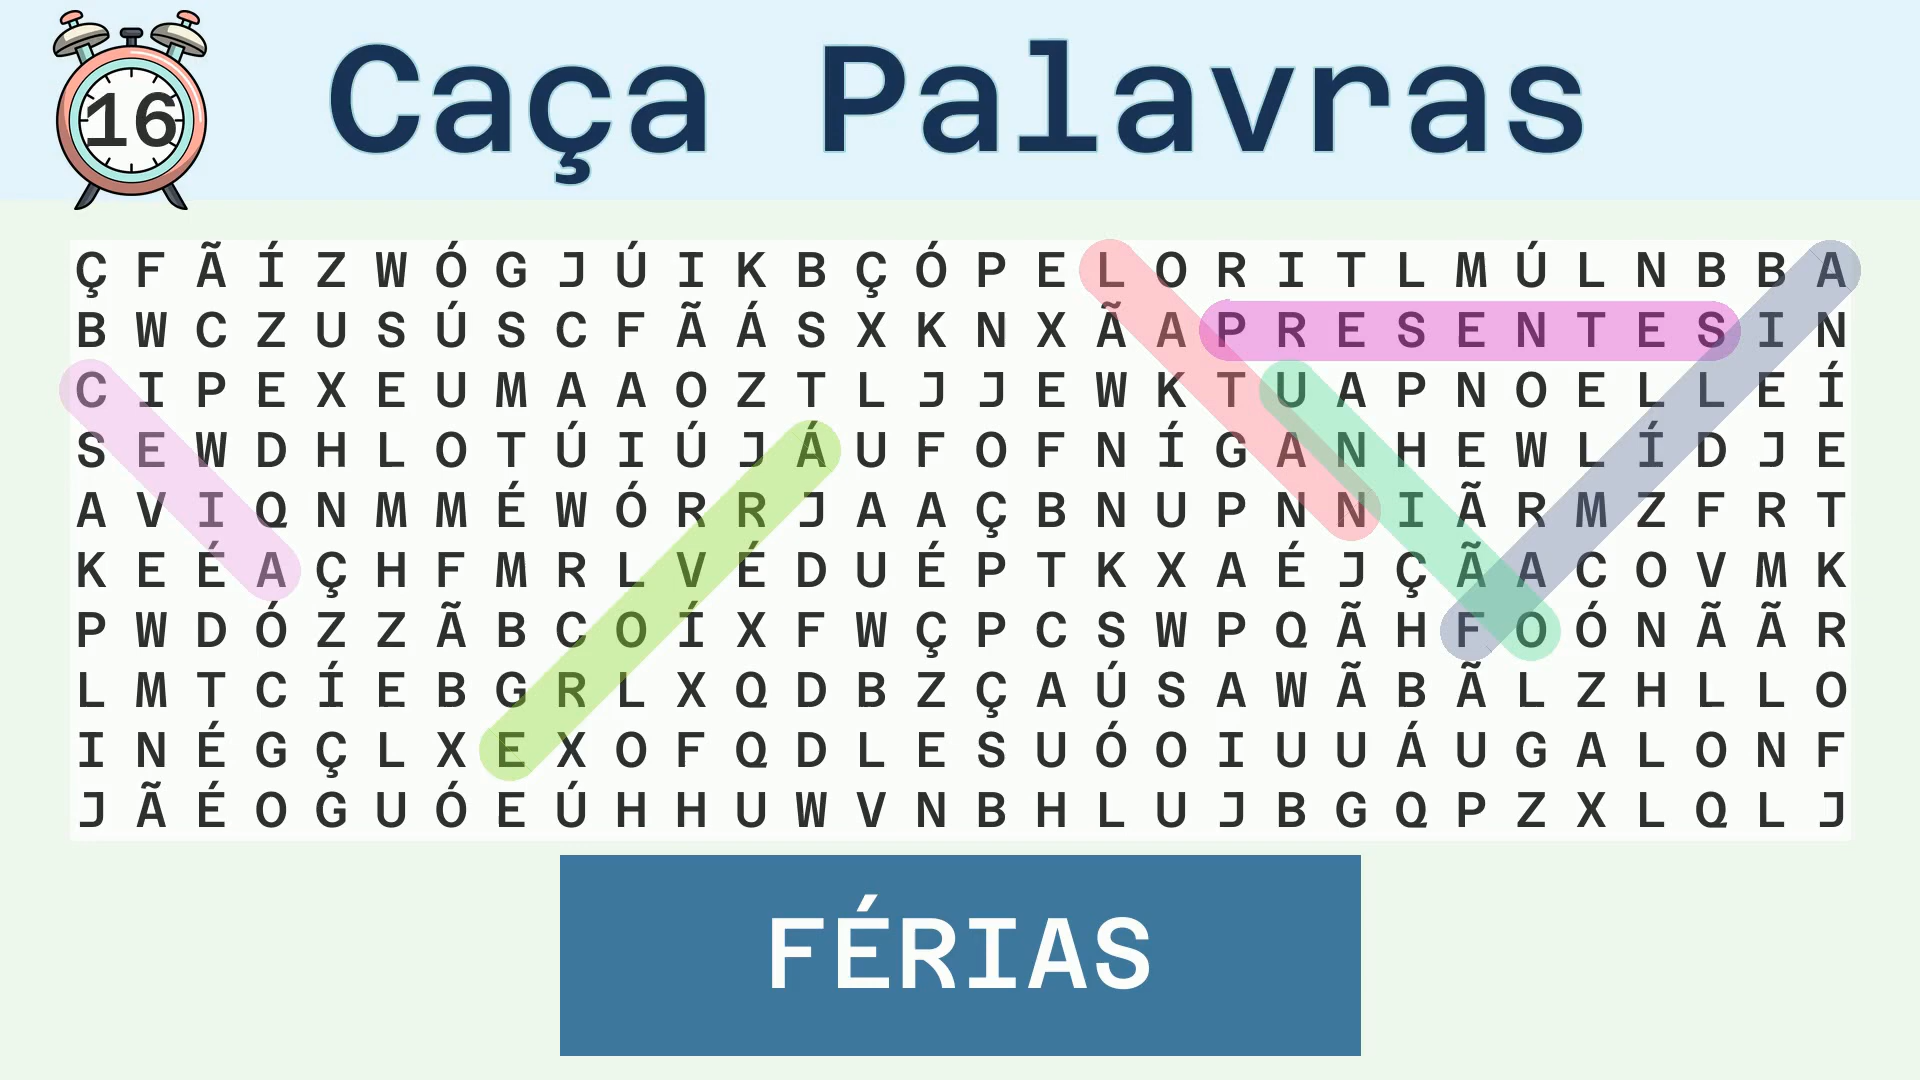 16
Caça Palavras
Ç F Ã Í Z W Ó G J Ú I K B Ç Ó P E L O R I T L M Ú L N B B A
B W C Z U S Ú S C F Ã Á S X K N X Ã A P R E S E N T E S I N
C I P E X E U M A A O Z T L J J E W K T U A P N O E L L E Í
S E W D H L O T Ú I Ú J Á U F O F N Í G A N H E W L Í D J E
A V I Q N M M É W Ó R R J A A Ç B N U P N N I Ã R M Z F R T
K E É A Ç H F M R L V É D U É P T K X A É J Ç Ã A C O V M K
P W D Ó Z Z Ã B C O Í X F W Ç P C S W P Q Ã H F O Ó N Ã Ã R
L M T C Í E B G R L X Q D B Z Ç A Ú S A W Ã B Ã L Z H L L O
I N É G Ç L X E X O F Q D L E S U Ó O I U U Á U G A L O N F
J Ã É O G U Ó E Ú H H U W V N B H L U J B G Q P Z X L Q L J
FÉRIAS